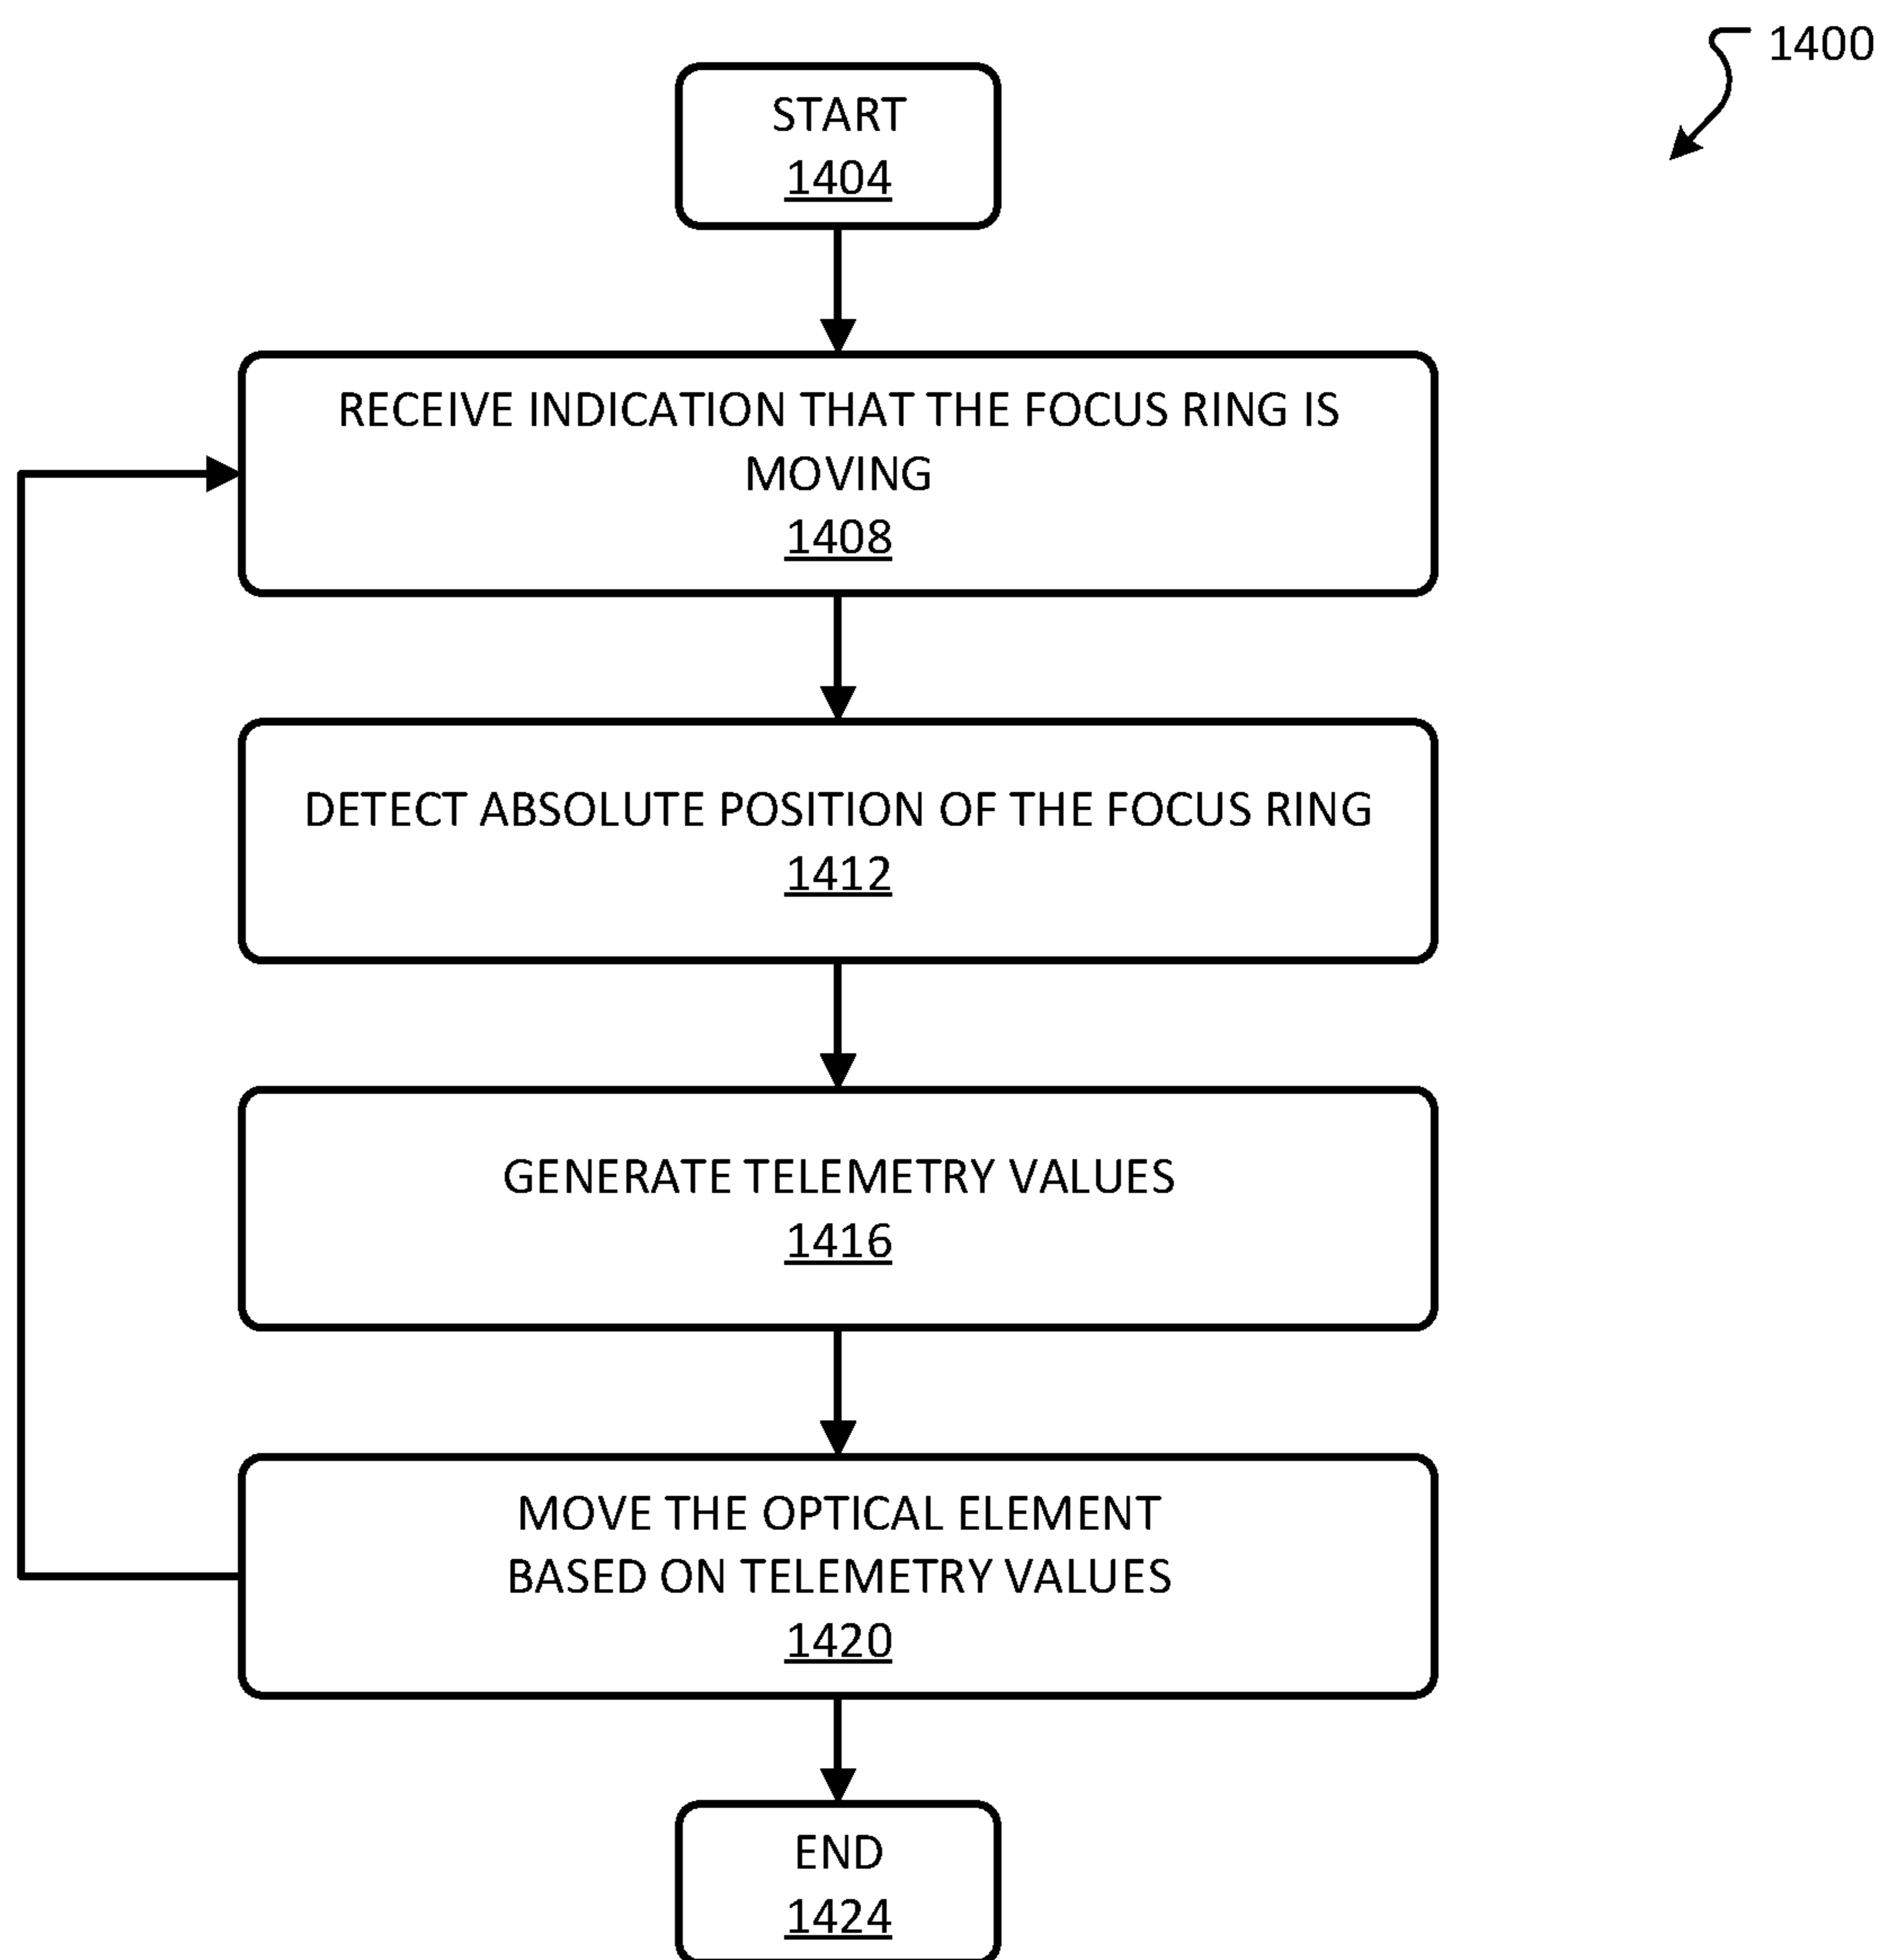 1400
START
1404
RECEIVE INDICATION THAT THE FOCUS RING IS
MOVING
1408
DETECT ABSOLUTE POSITION OF THE FOCUS RING
1412
GENERATE TELEMETRY VALUES
1416
MOVE THE OPTICAL ELEMENT
BASED ON TELEMETRY VALUES
1420
END
1424